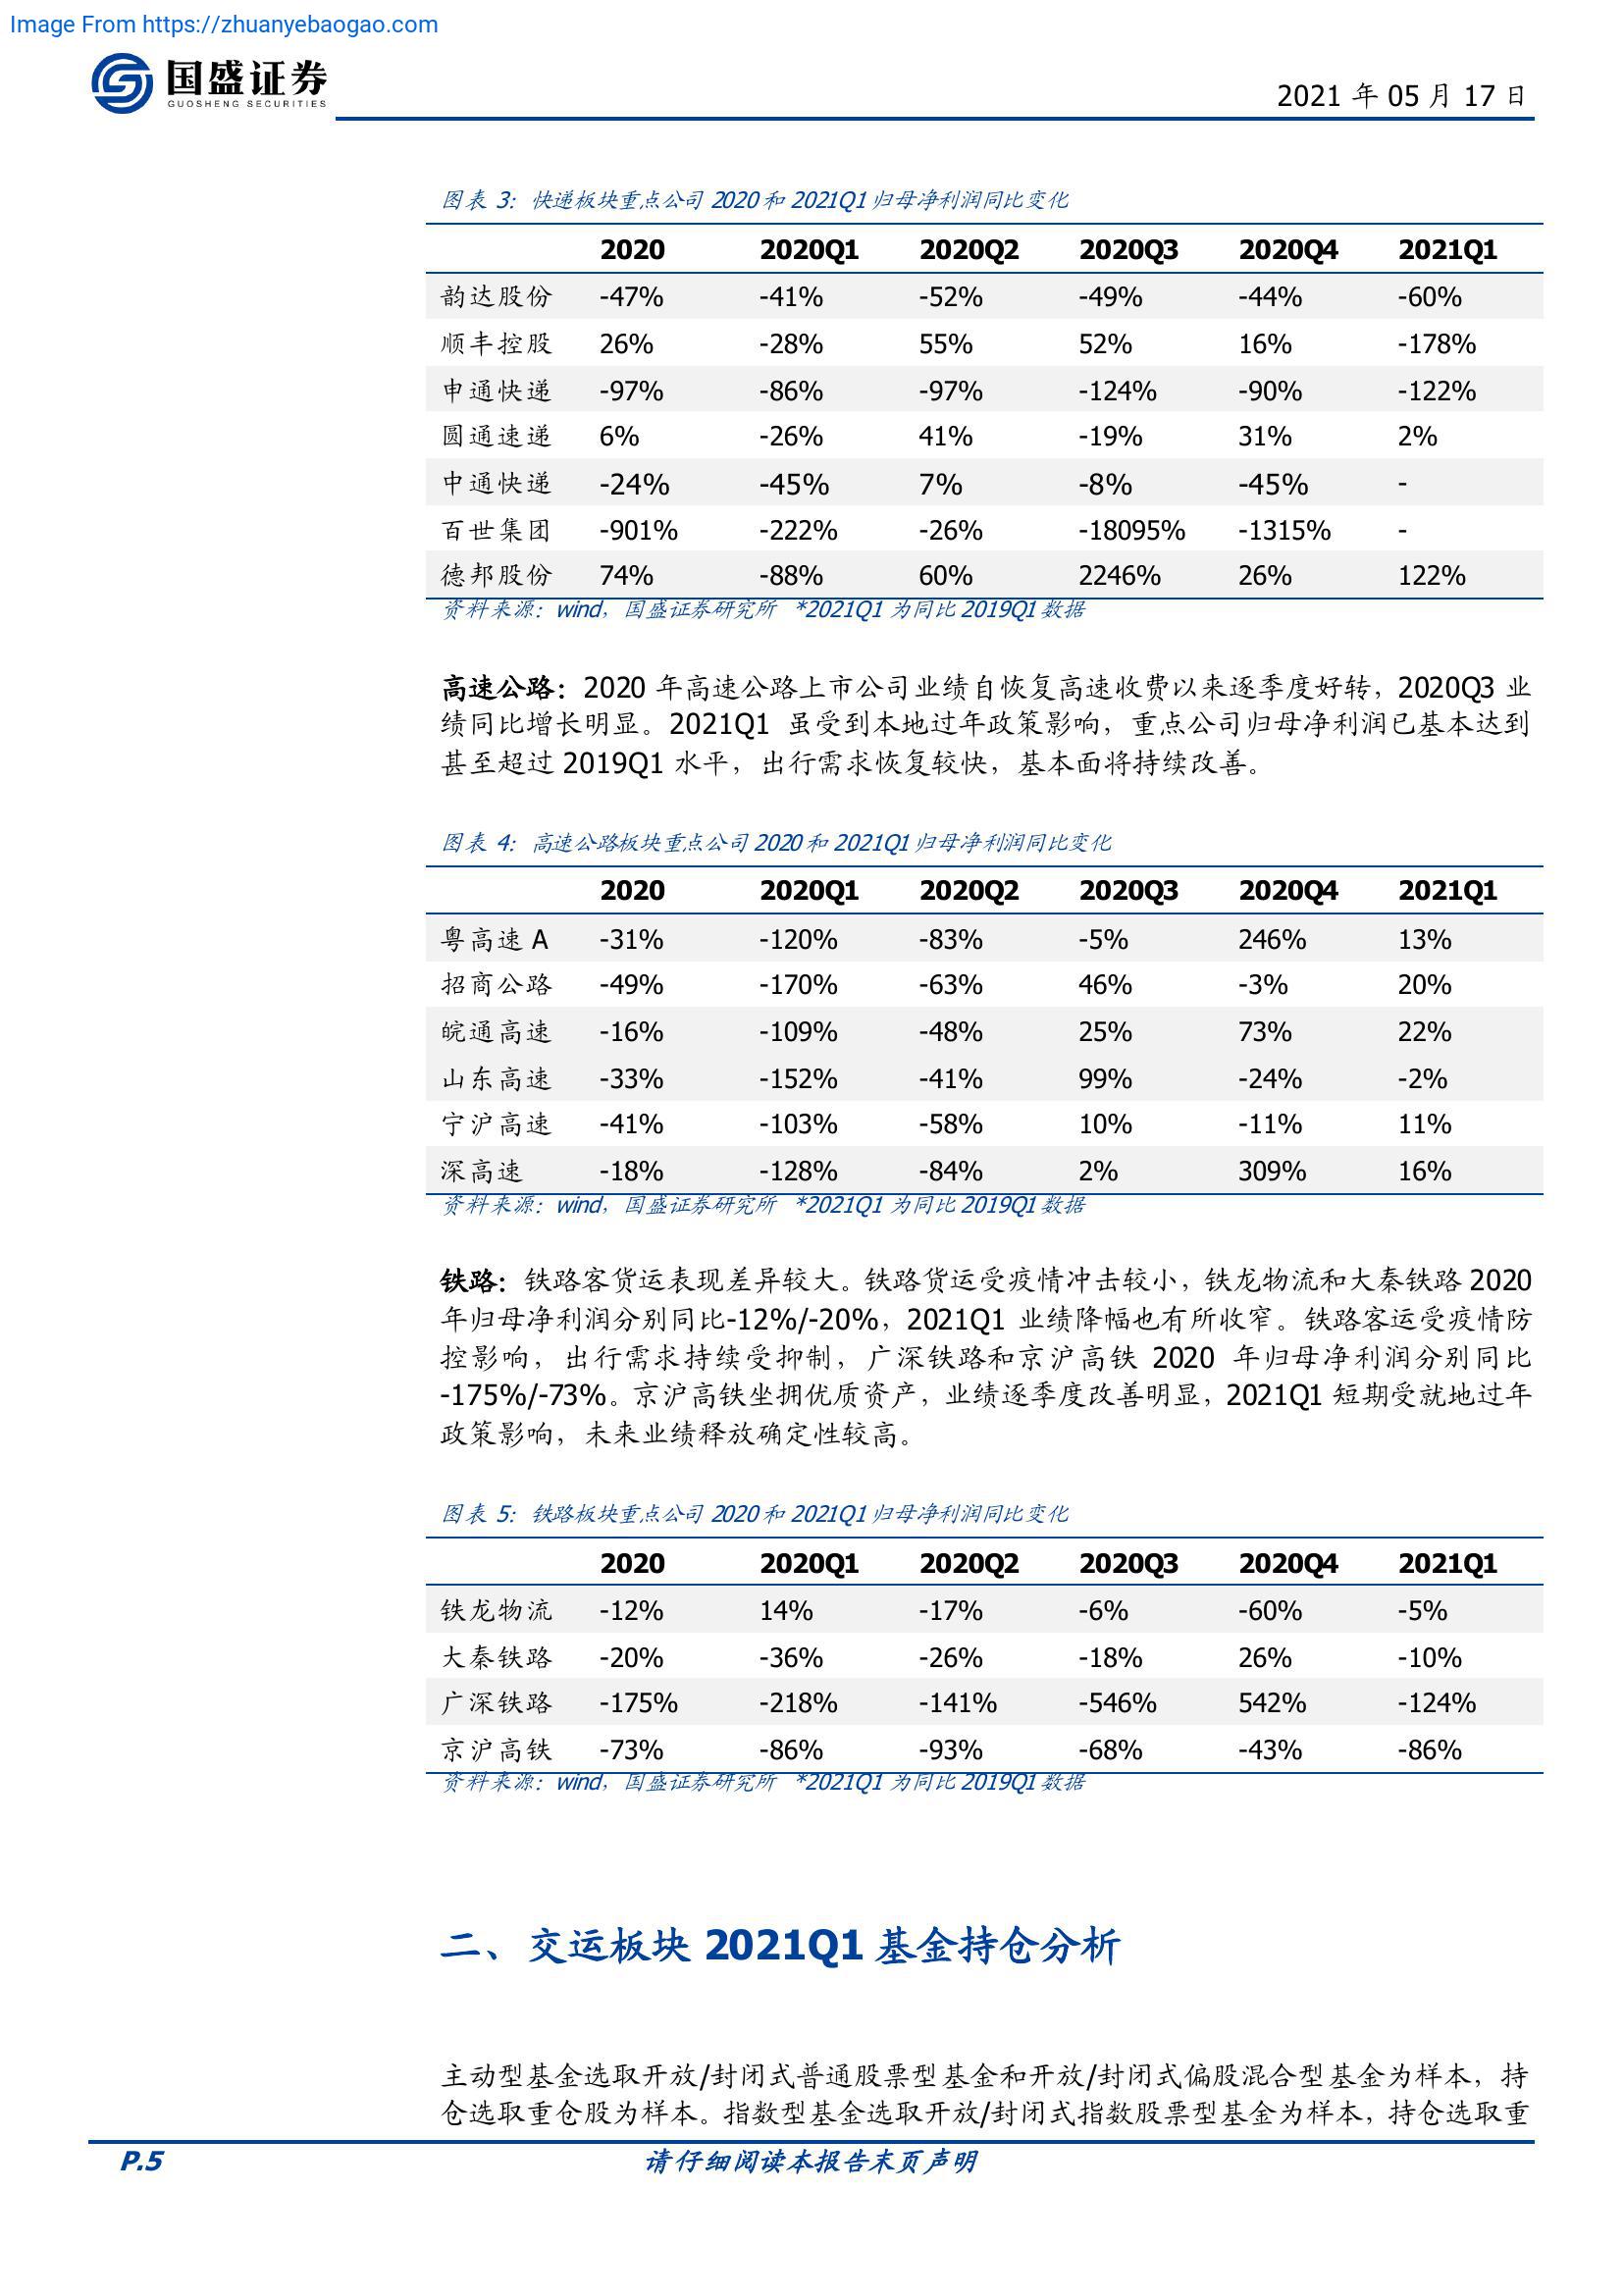 Image From https://zhuanyebaogao.com
国盛证券
GUOSHENG SECURITIES
2021 年 05 月 17 日
图表 3：快递板块重点公司 2020 和 2021Q1 归母净利润同比变化
2020 2020Q1 2020Q2 2020Q3 2020Q4 2021Q1
韵达股份 -47% -41% -52% -49% -44% -60%
顺丰控股 26% -28% 55% 52% 16% -178%
申通快递 -97% -86% -97% -124% -90% -122%
圆通速递 6% -26% 41% -19% 31% 2%
中通快递 -24% -45% 7% -8% -45% -
百世集团 -901% -222% -26% -18095% -1315% -
德邦股份 74% -88% 60% 2246% 26% 122%
资料来源：wind，国盛证券研究所 *2021Q1 为同比 2019Q1 数据
高速公路：2020 年高速公路上市公司业绩自恢复高速收费以来逐季度好转，2020Q3 业
绩同比增长明显。2021Q1 虽受到本地过年政策影响，重点公司归母净利润已基本达到
甚至超过 2019Q1 水平，出行需求恢复较快，基本面将持续改善。
图表 4：高速公路板块重点公司 2020 和 2021Q1 归母净利润同比变化
2020 2020Q1 2020Q2 2020Q3 2020Q4 2021Q1
粤高速 A -31% -120% -83% -5% 246% 13%
招商公路 -49% -170% -63% 46% -3% 20%
皖通高速 -16% -109% -48% 25% 73% 22%
山东高速 -33% -152% -41% 99% -24% -2%
宁沪高速 -41% -103% -58% 10% -11% 11%
深高速 -18% -128% -84% 2% 309% 16%
资料来源：wind，国盛证券研究所 *2021Q1 为同比 2019Q1 数据
铁路：铁路客货运表现差异较大。铁路货运受疫情冲击较小，铁龙物流和大秦铁路 2020
年归母净利润分别同比-12%/-20%，2021Q1 业绩降幅也有所收窄。铁路客运受疫情防
控影响，出行需求持续受抑制，广深铁路和京沪高铁 2020 年归母净利润分别同比
-175%/-73%。京沪高铁坐拥优质资产，业绩逐季度改善明显，2021Q1 短期受就地过年
政策影响，未来业绩释放确定性较高。
图表 5：铁路板块重点公司 2020 和 2021Q1 归母净利润同比变化
2020 2020Q1 2020Q2 2020Q3 2020Q4 2021Q1
铁龙物流 -12% 14% -17% -6% -60% -5%
大秦铁路 -20% -36% -26% -18% 26% -10%
广深铁路 -175% -218% -141% -546% 542% -124%
京沪高铁 -73% -86% -93% -68% -43% -86%
资料来源：wind，国盛证券研究所 *2021Q1 为同比 2019Q1 数据
二、交运板块 2021Q1 基金持仓分析
主动型基金选取开放/封闭式普通股票型基金和开放/封闭式偏股混合型基金为样本，持
仓选取重仓股为样本。指数型基金选取开放/封闭式指数股票型基金为样本，持仓选取重
P.5 请仔细阅读本报告末页声明